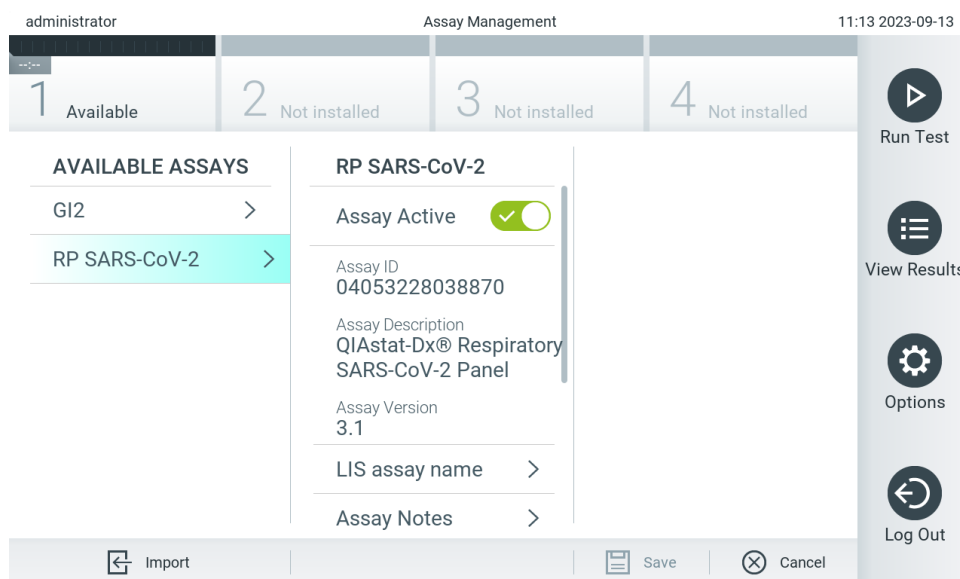 administrator
Assay Management
11:13 2023-09-13
--:--
1 Available
2 Not installed
3 Not installed
4 Not installed
Run Test
View Results
Options
Log Out
AVAILABLE ASSAYS
GI2
RP SARS-CoV-2
RP SARS-CoV-2
Assay Active
Assay ID
04053228038870
Assay Description
QIAstat-Dx® Respiratory
SARS-CoV-2 Panel
Assay Version
3.1
LIS assay name
Assay Notes
Import
Save
Cancel